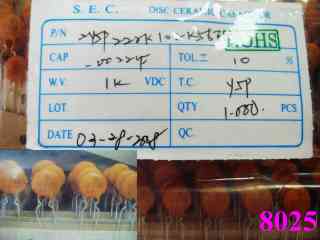 S. E. C. DISC CERAMIC CAPACITOR
P/N RoHS
CAP TOL.± 10 %
W.V 1K VDC T.C. Y5P
LOT. QTY 1.000. PCS
DATE QC.
8025